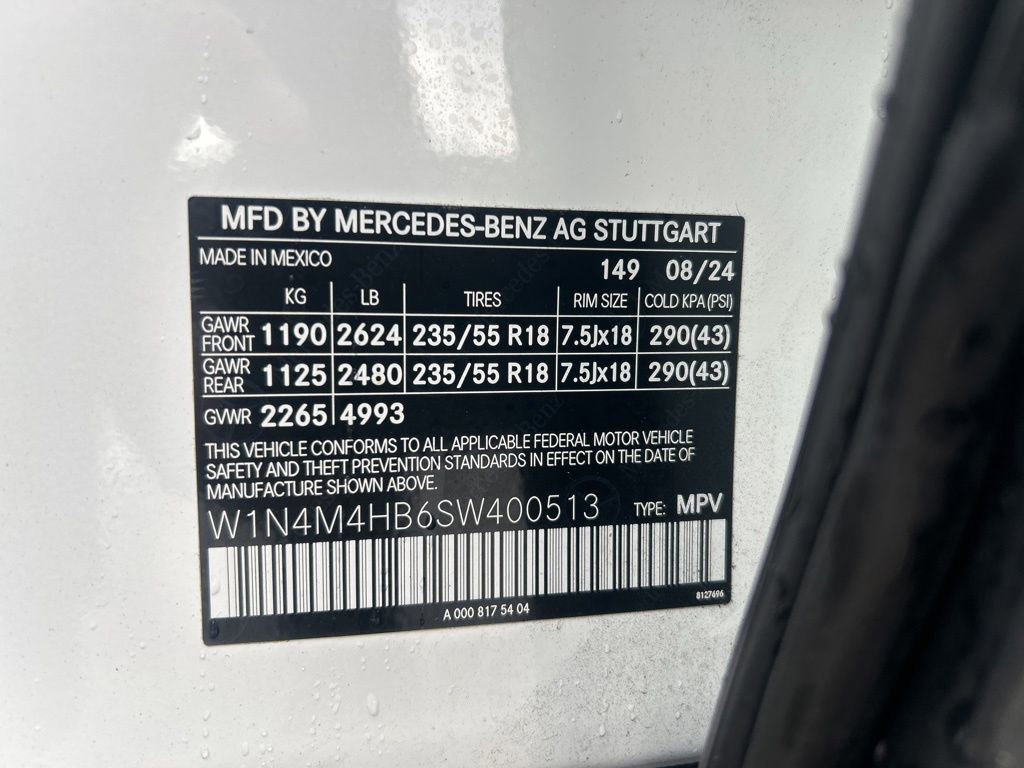 MFD BY MERCEDES-BENZ AG STUTTGART
MADE IN MEXICO 149 08/24
KG LB TIRES RIM SIZE COLD KPA (PSI)
GAWR FRONT 1190 2624 235/55 R18 7.5Jx18 290(43)
GAWR REAR 1125 2480 235/55 R18 7.5Jx18 290(43)
GVWR 2265 4993
THIS VEHICLE CONFORMS TO ALL APPLICABLE FEDERAL MOTOR VEHICLE
SAFETY AND THEFT PREVENTION STANDARDS IN EFFECT ON THE DATE OF
MANUFACTURE SHOWN ABOVE.
W1N4M4HB6SW400513 TYPE: MPV
A 000 817 54 04 8127696